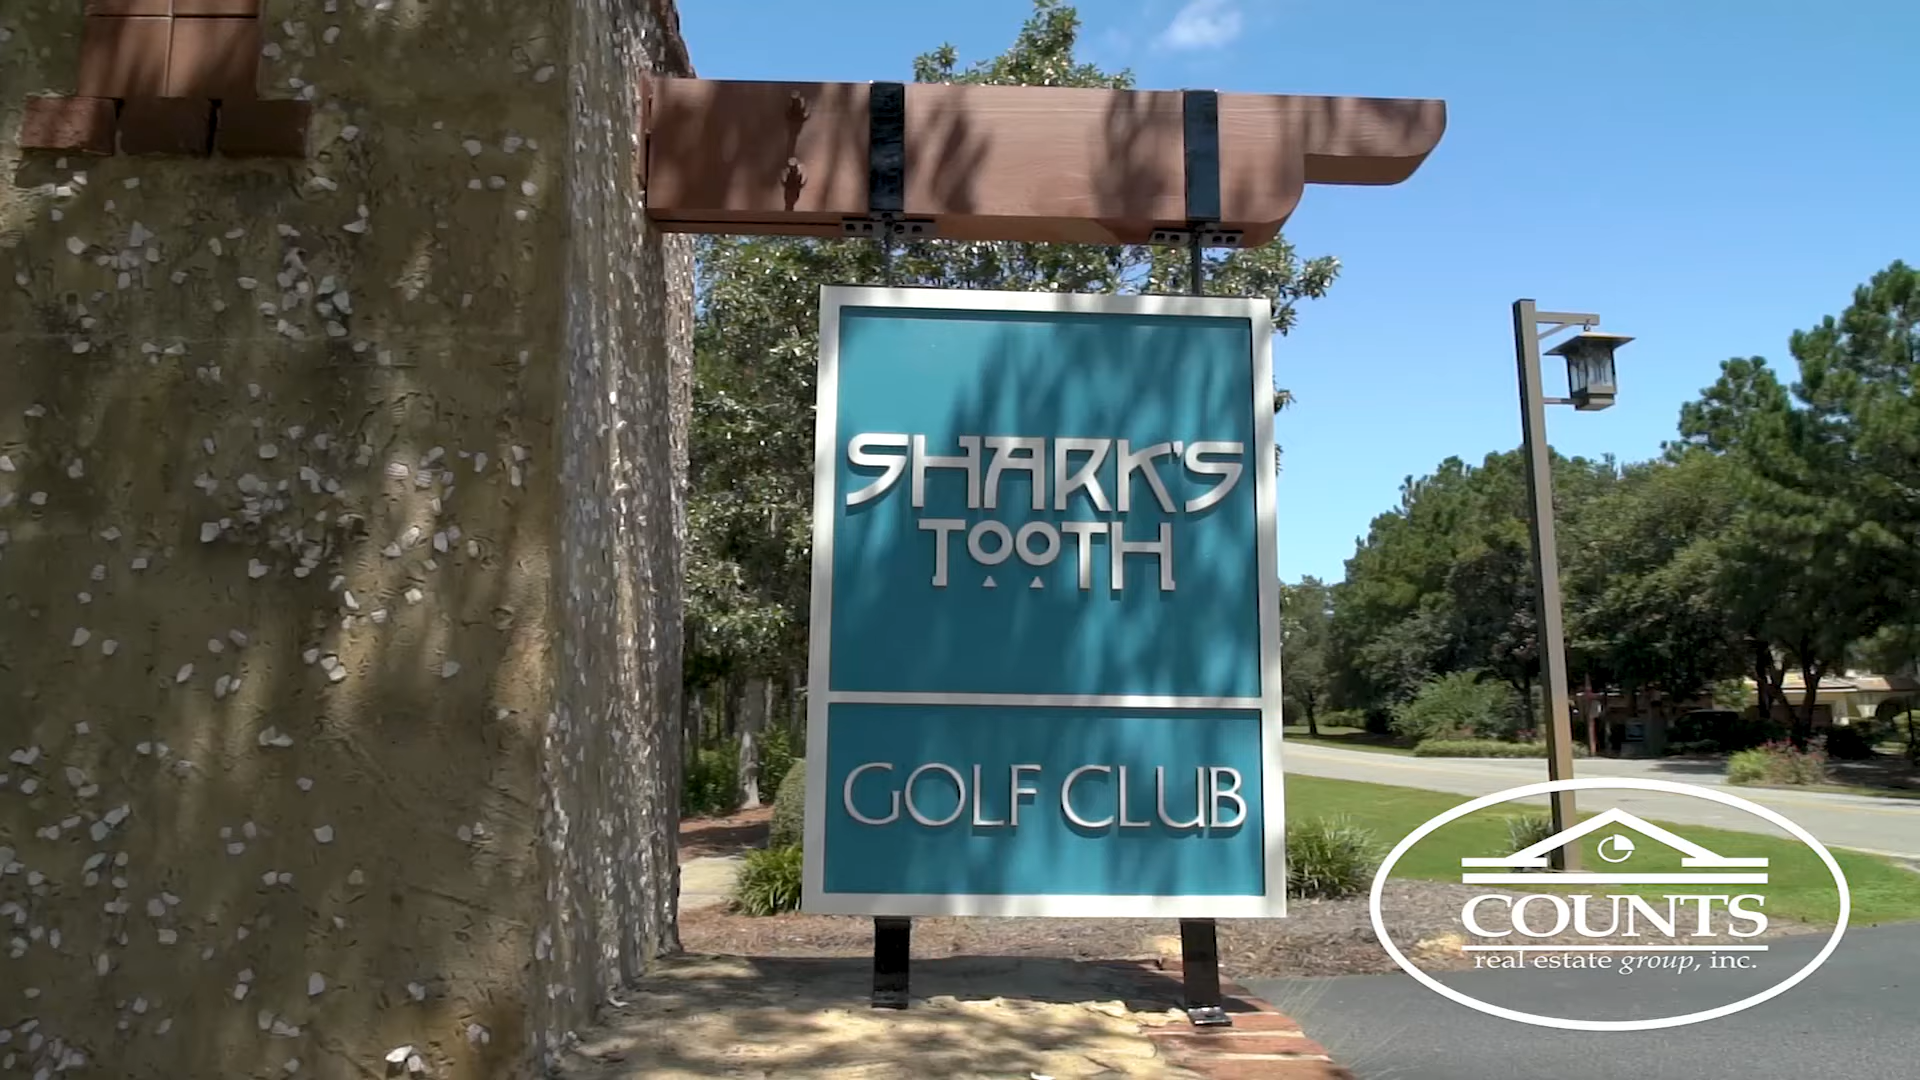 SHARK'S
TOOTH
GOLF CLUB
COUNTS
real estate group, inc.